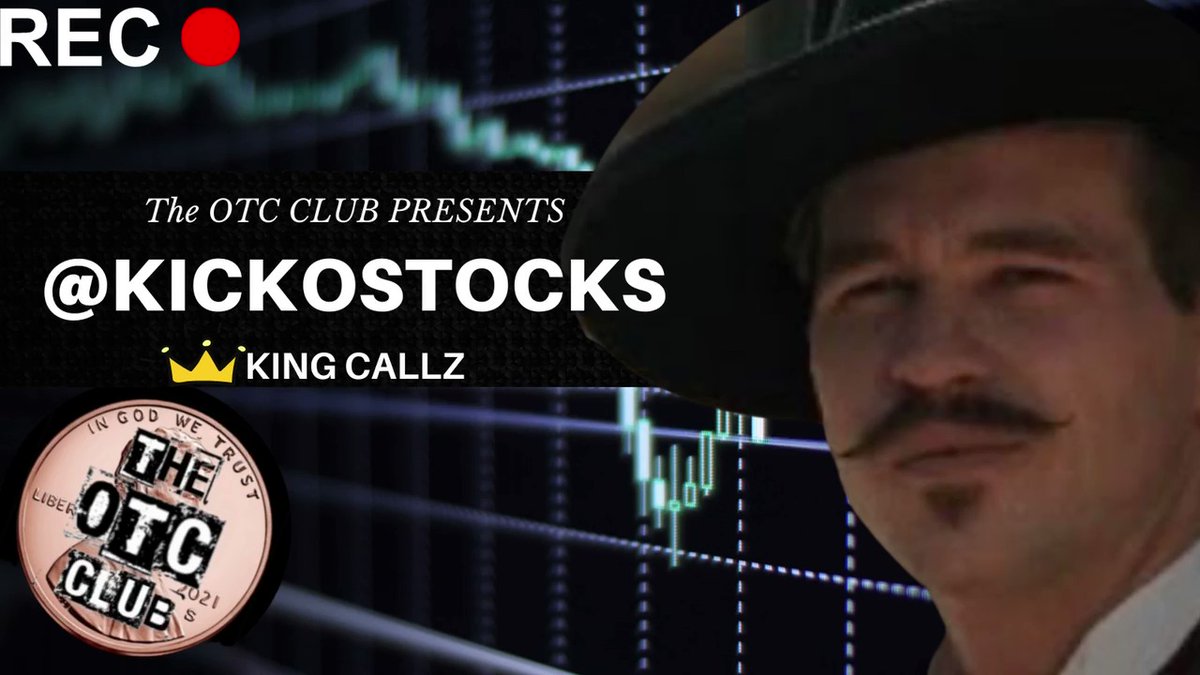 REC
The OTC CLUB PRESENTS
@KICKOSTOCKS
KING CALLZ
IN GOD WE TRUST
LIBER
THE
OTC
CLUB
2021
S